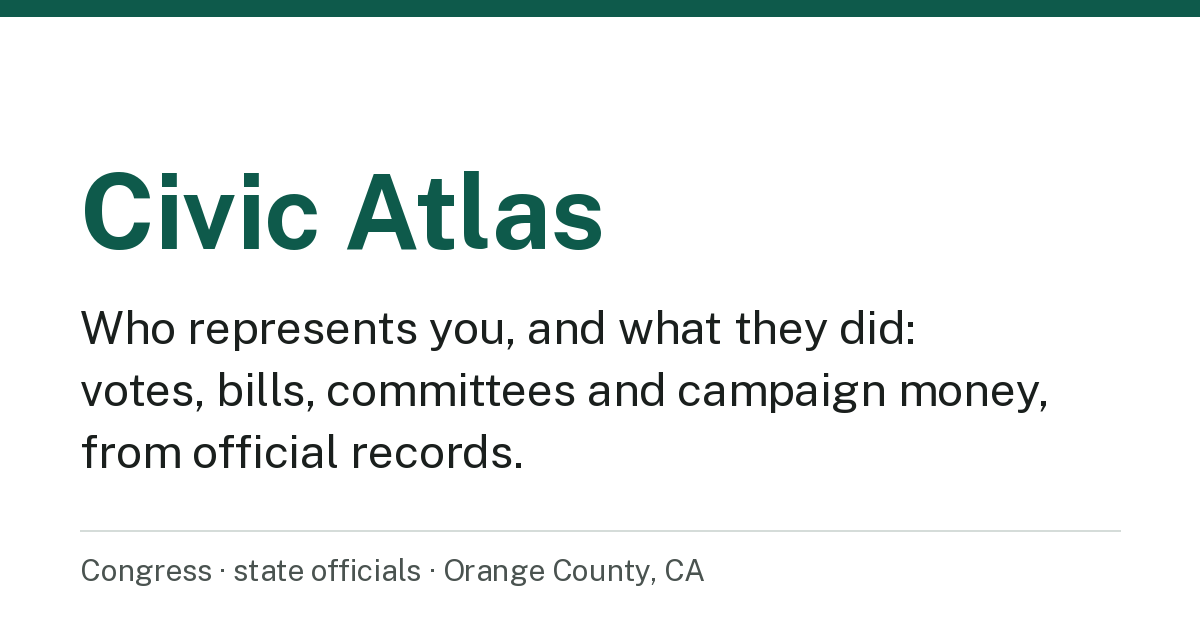 Civic Atlas
Who represents you, and what they did:
votes, bills, committees and campaign money,
from official records.
Congress · state officials · Orange County, CA